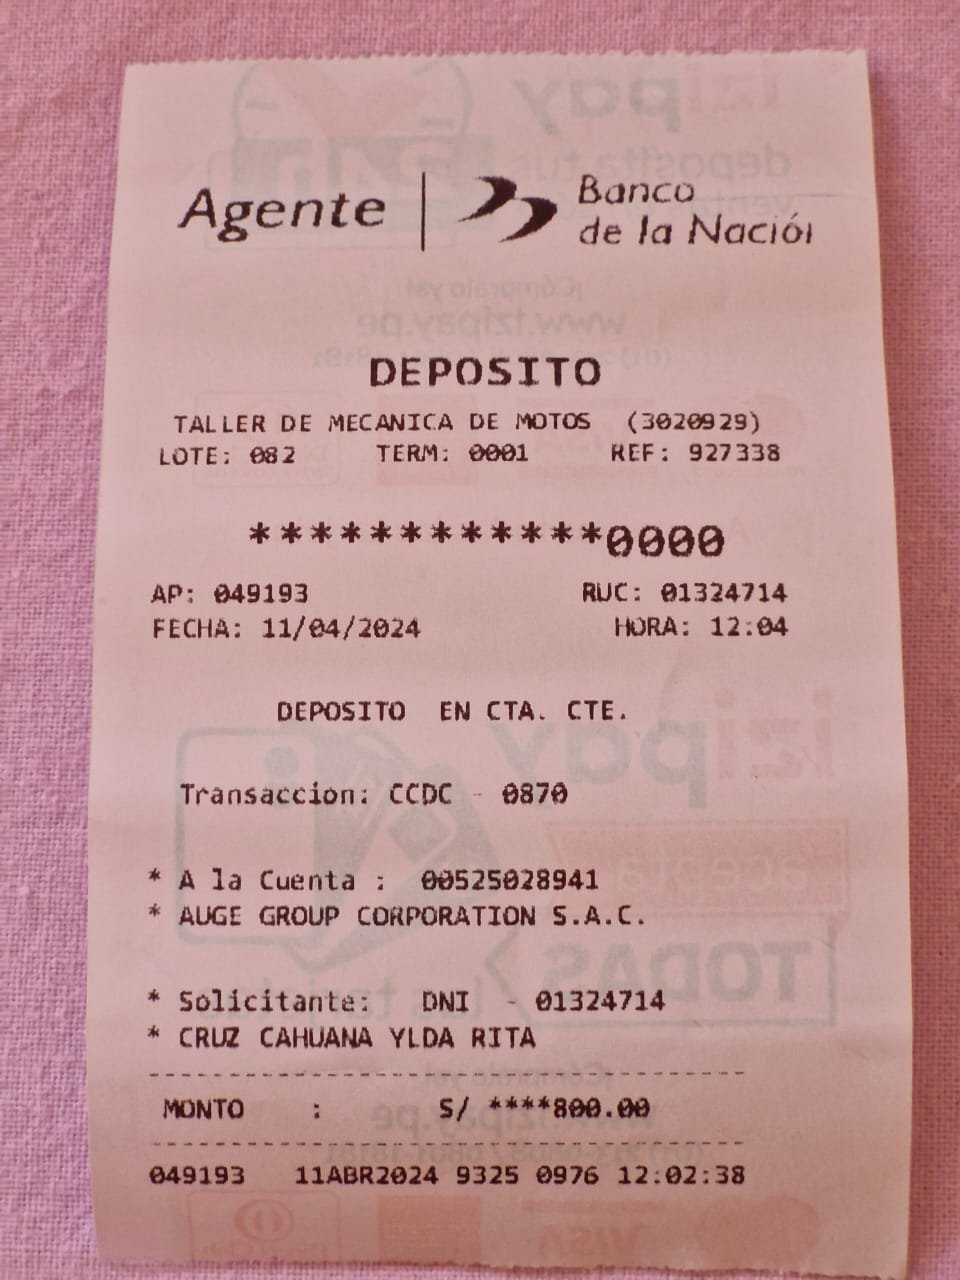 Agente | Banco
de la Nación
DEPOSITO
TALLER DE MECANICA DE MOTOS (3020929)
LOTE: 082 TERM: 0001 REF: 927338
************0000
AP: 049193 RUC: 01324714
FECHA: 11/04/2024 HORA: 12:04
DEPOSITO EN CTA. CTE.
Transaccion: CCDC - 0870
* A la Cuenta : 00525028941
* AUGE GROUP CORPORATION S.A.C.
* Solicitante: DNI - 01324714
* CRUZ CAHUANA YLDA RITA
MONTO : S/ ****800.00
049193 11ABR2024 9325 0976 12:02:38